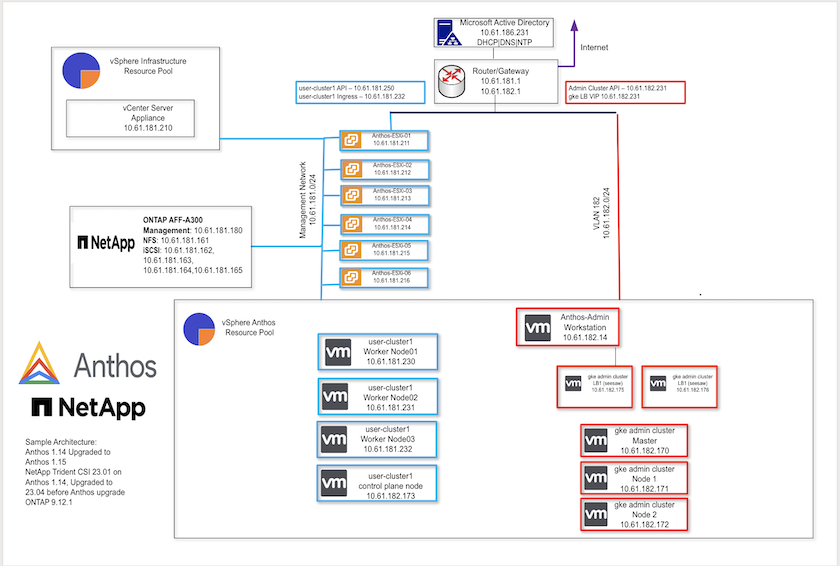 Microsoft Active Directory
10.61.186.231
DHCP|DNS|NTP
Internet
vSphere Infrastructure
Resource Pool
vCenter Server
Appliance
10.61.181.210
Router/Gateway
10.61.181.1
10.61.182.1
user-cluster1 API – 10.61.181.250
user-cluster1 Ingress – 10.61.181.232
Admin Cluster API – 10.61.182.231
gke LB VIP 10.61.182.231
Anthos-ESXi-01
10.61.181.211
Anthos-ESXi-02
10.61.181.212
Anthos-ESXi-03
10.61.181.213
Anthos-ESXi-04
10.61.181.214
Anthos-ESXi-05
10.61.181.215
Anthos-ESXi-06
10.61.181.216
Management Network
10.61.181.0/24
VLAN 182
10.61.182.0/24
NetApp
ONTAP AFF-A300
Management: 10.61.181.180
NFS: 10.61.181.161
iSCSI: 10.61.181.162,
10.61.181.163,
10.61.181.164,10.61.181.165
vSphere Anthos
Resource Pool
vm
user-cluster1
Worker Node01
10.61.181.230
vm
user-cluster1
Worker Node02
10.61.181.231
vm
user-cluster1
Worker Node03
10.61.181.232
vm
user-cluster1
control plane node
10.61.182.173
vm
Anthos-Admin
Workstation
10.61.182.14
vm
gke admin cluster
LB1 (seesaw)
10.61.182.175
vm
gke admin cluster
LB1 (seesaw)
10.61.182.176
vm
gke admin cluster
Master
10.61.182.170
vm
gke admin cluster
Node 1
10.61.182.171
vm
gke admin cluster
Node 2
10.61.182.172
Anthos
NetApp
Sample Architecture:
Anthos 1.14 Upgraded to
Anthos 1.15
NetApp Trident CSI 23.01 on
Anthos 1.14, Upgraded to
23.04 before Anthos upgrade
ONTAP 9.12.1